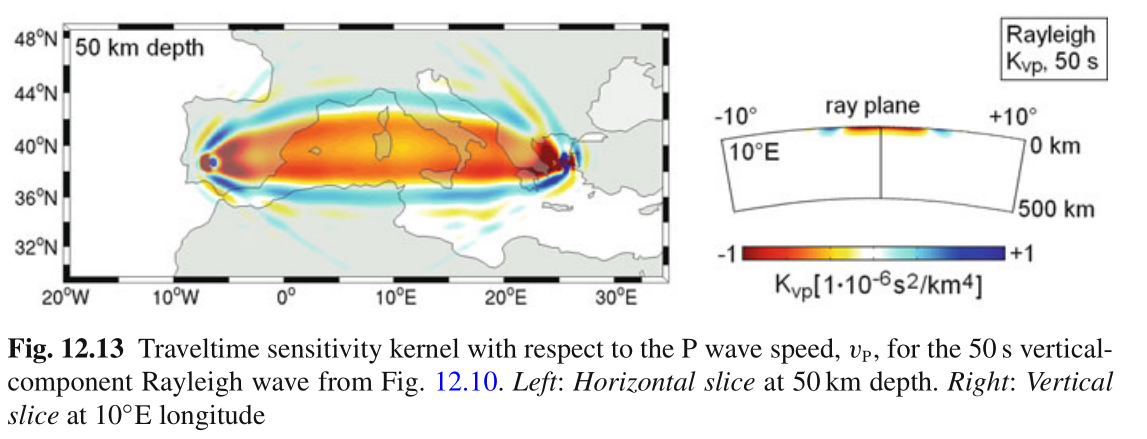 50 km depth
48°N
44°N
40°N
36°N
32°N
20°W
10°W
0°
10°E
20°E
30°E
Rayleigh
Kvp, 50 s
ray plane
-10°
+10°
10°E
0 km
500 km
-1
+1
Kvp[1·10-6s2/km4]
Fig. 12.13 Traveltime sensitivity kernel with respect to the P wave speed, vP, for the 50 s vertical-
component Rayleigh wave from Fig. 12.10. Left: Horizontal slice at 50 km depth. Right: Vertical
slice at 10°E longitude